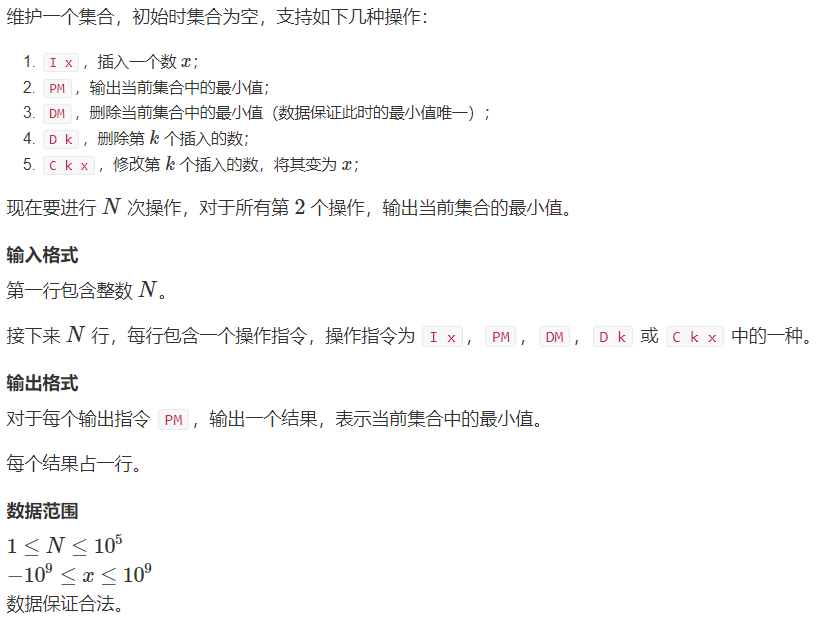 维护一个集合，初始时集合为空，支持如下几种操作：
1. I x ，插入一个数 x；
2. PM ，输出当前集合中的最小值；
3. DM ，删除当前集合中的最小值（数据保证此时的最小值唯一）；
4. D k ，删除第 k 个插入的数；
5. C k x ，修改第 k 个插入的数，将其变为 x；
现在要进行 N 次操作，对于所有第 2 个操作，输出当前集合的最小值。
输入格式
第一行包含整数 N。
接下来 N 行，每行包含一个操作指令，操作指令为 I x ， PM ， DM ， D k 或 C k x 中的一种。
输出格式
对于每个输出指令 PM ，输出一个结果，表示当前集合中的最小值。
每个结果占一行。
数据范围
1 ≤ N ≤ 10⁵
−10⁹ ≤ x ≤ 10⁹
数据保证合法。